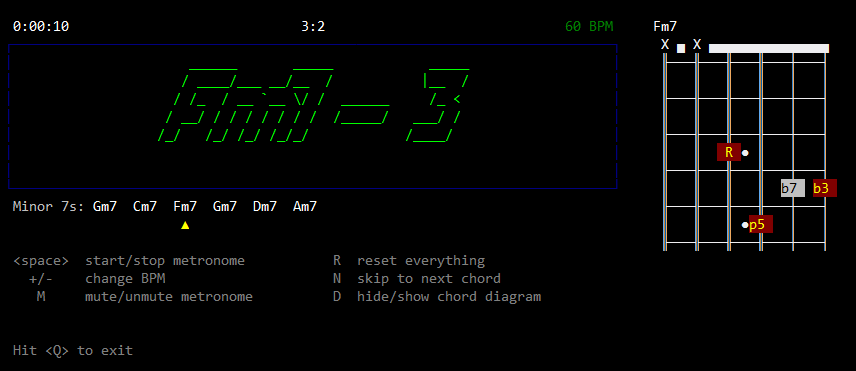 0:00:10 3:2 60 BPM Fm7
X X
Fm7 - 3
R
b7 b3
p5
Minor 7s: Gm7 Cm7 Fm7 Gm7 Dm7 Am7
<space> start/stop metronome R reset everything
+/- change BPM N skip to next chord
M mute/unmute metronome D hide/show chord diagram
Hit <Q> to exit